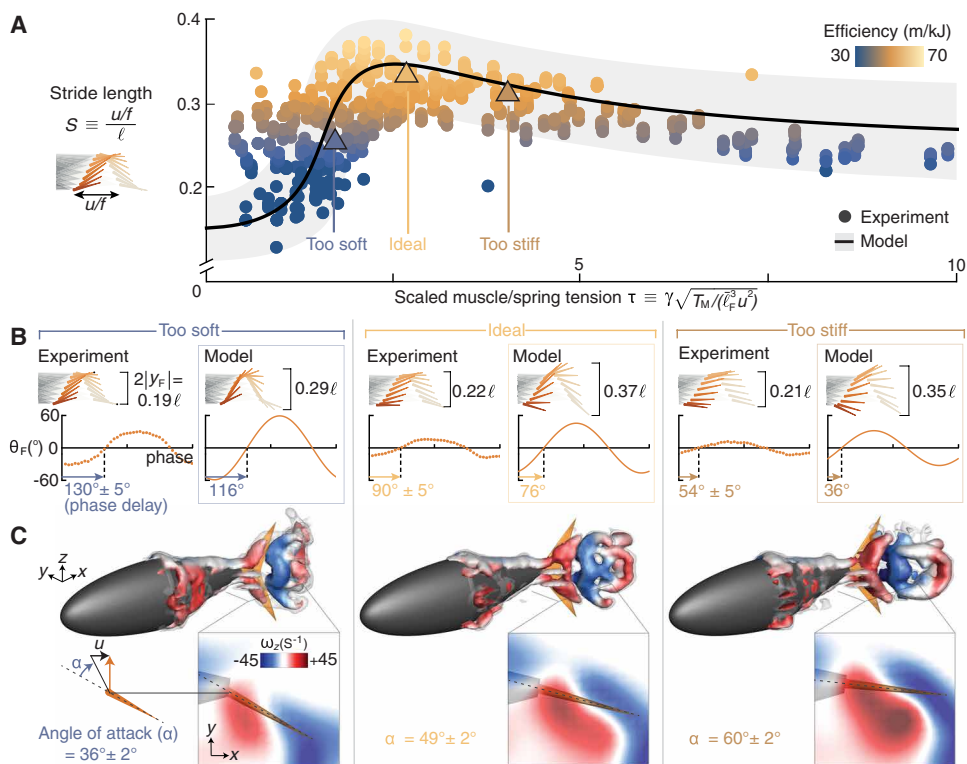 A
Stride length
S ≡ u/f / ℓ
u/f
0.4
0.3
0.2
Efficiency (m/kJ)
30 70
Too soft Ideal Too stiff
Experiment
Model
0 5 10
Scaled muscle/spring tension τ ≡ γ√T_M/(ℓ̄_F³u²)
B
Too soft
Experiment
2|y_F|=
0.19ℓ
Model
0.29ℓ
60
θ_F(°) 0
-60
phase
130°± 5°
(phase delay)
116°
Ideal
Experiment
0.22ℓ
Model
0.37ℓ
90° ± 5°
76°
Too stiff
Experiment
0.21ℓ
Model
0.35ℓ
54° ± 5°
36°
C
z
y x
u
α
ω_z(S⁻¹)
-45 +45
y
x
Angle of attack (α)
= 36°± 2°
α = 49°± 2°
α = 60°± 2°